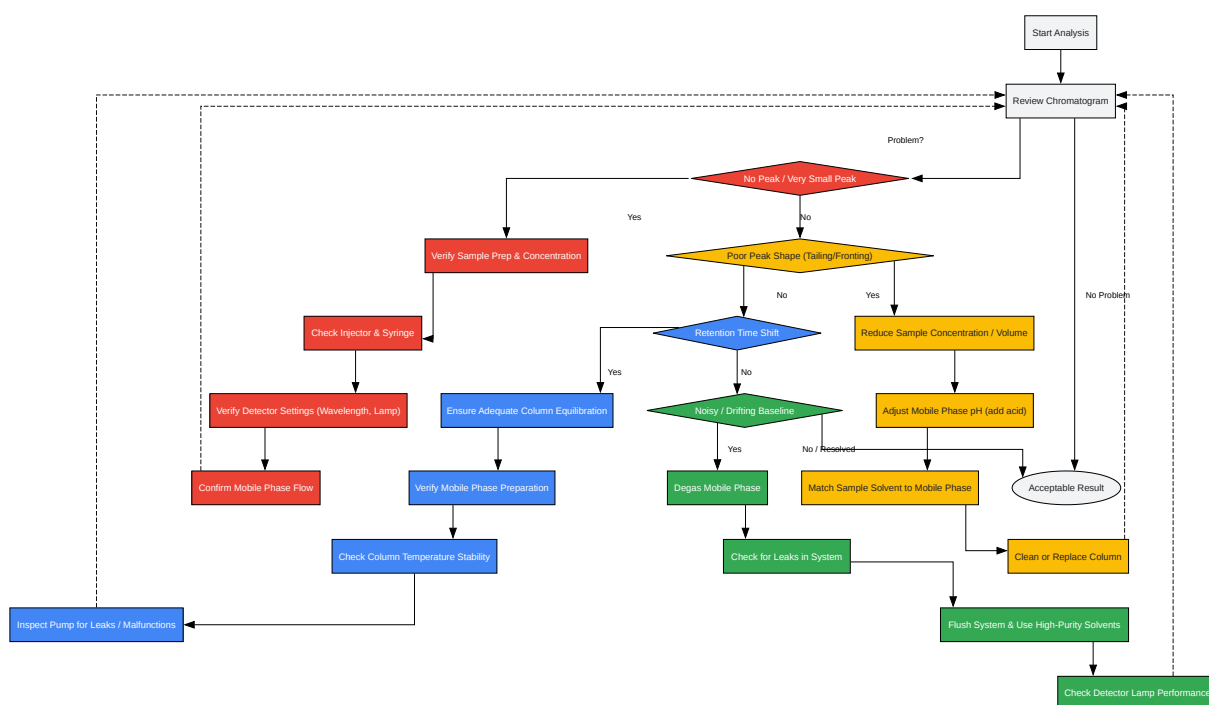 Start Analysis
Review Chromatogram
Problem?
No Peak / Very Small Peak
Yes
No
Verify Sample Prep & Concentration
Poor Peak Shape (Tailing/Fronting)
No
Yes
No Problem
Check Injector & Syringe
Retention Time Shift
Reduce Sample Concentration / Volume
Yes
No
Verify Detector Settings (Wavelength, Lamp)
Ensure Adequate Column Equilibration
Noisy / Drifting Baseline
Adjust Mobile Phase pH (add acid)
Yes
No / Resolved
Confirm Mobile Phase Flow
Verify Mobile Phase Preparation
Degas Mobile Phase
Match Sample Solvent to Mobile Phase
Acceptable Result
Check Column Temperature Stability
Check for Leaks in System
Clean or Replace Column
Inspect Pump for Leaks / Malfunctions
Flush System & Use High-Purity Solvents
Check Detector Lamp Performance